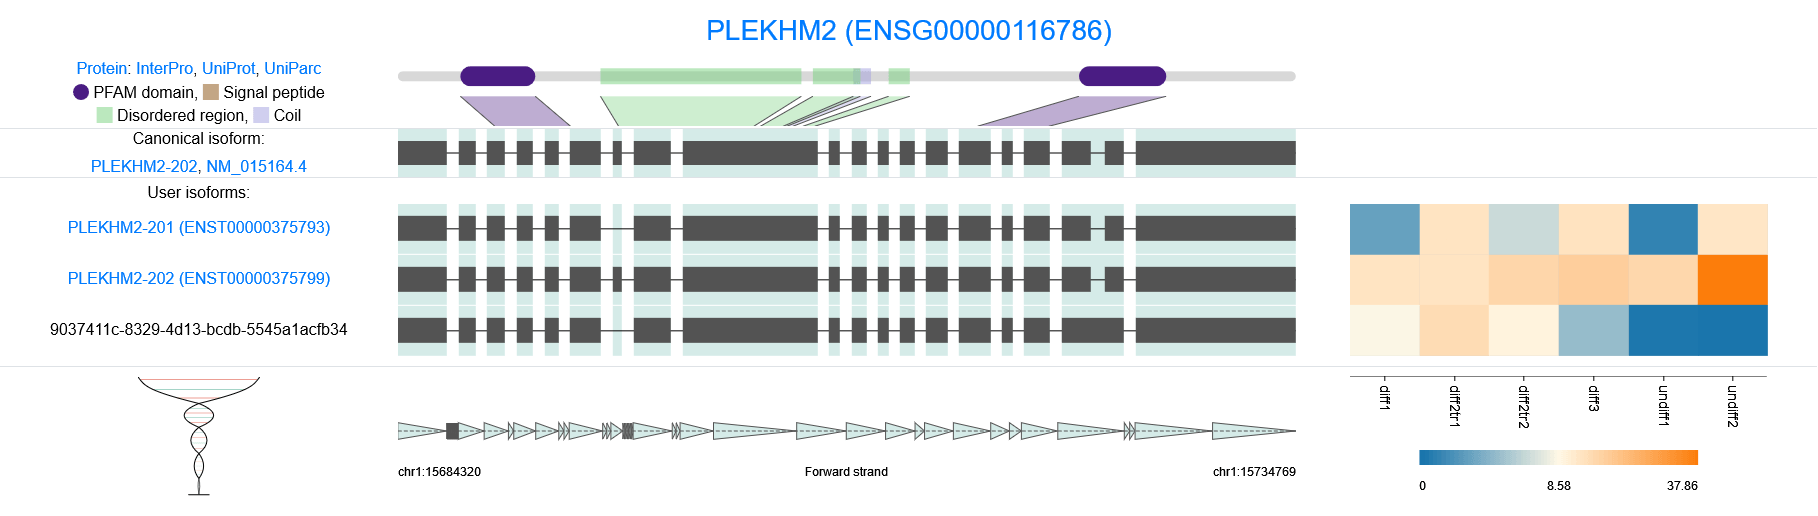 PLEKHM2 (ENSG00000116786)
Protein: InterPro, UniProt, UniParc
PFAM domain, Signal peptide
Disordered region, Coil
Canonical isoform:
PLEKHM2-202, NM_015164.4
User isoforms:
PLEKHM2-201 (ENST00000375793)
PLEKHM2-202 (ENST00000375799)
9037411c-8329-4d13-bcdb-5545a1acfb34
diff1
diff2tr1
diff2tr2
diff3
undiff1
undiff2
chr1:15684320
Forward strand
chr1:15734769
0
8.58
37.86